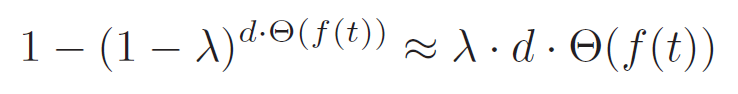 1 − (1 − λ)^{d·Θ(f(t))} ≈ λ · d · Θ(f(t))